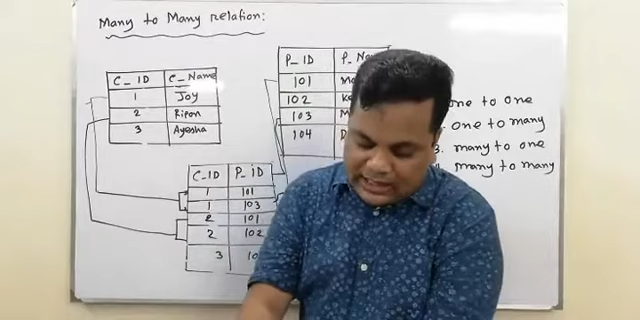 Many to Many relation:
C_ID C_Name
1 Joy
2 Ripon
3 Ayesha
P_ID
101
102
103
104
C_ID P_ID
1 101
1 103
2 101
2 102
3
one to one
one to many
3. many to one
many to many